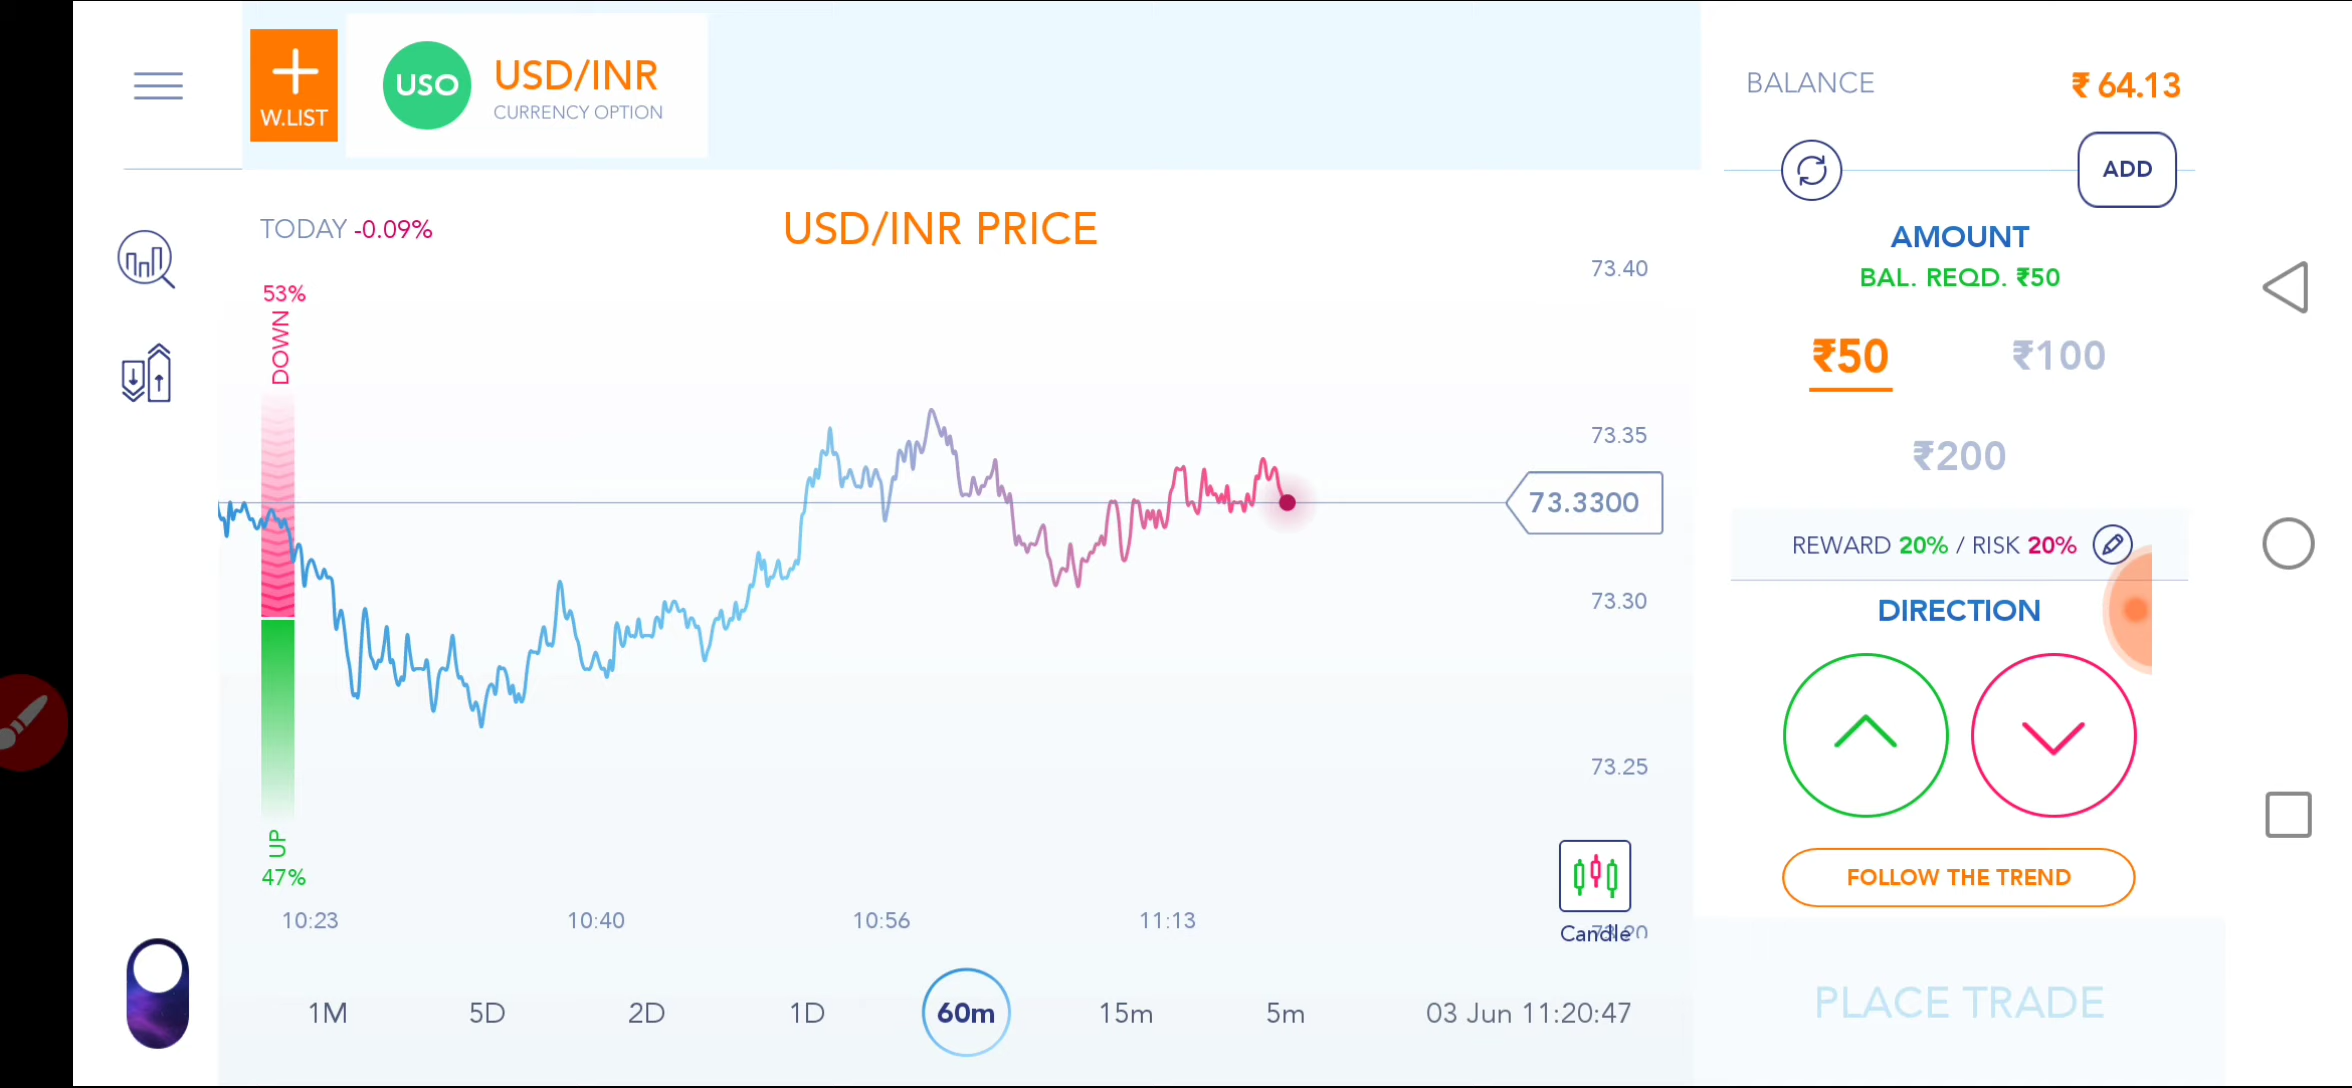 W.LIST
USO
USD/INR
CURRENCY OPTION
BALANCE
₹ 64.13
ADD
TODAY -0.09%
USD/INR PRICE
AMOUNT
BAL. REQD. ₹50
₹50
₹100
₹200
REWARD 20% / RISK 20%
DIRECTION
FOLLOW THE TREND
PLACE TRADE
53%
DOWN
UP
47%
73.40
73.35
73.3300
73.30
73.25
73.20
Candle
10:23
10:40
10:56
11:13
1M
5D
2D
1D
60m
15m
5m
03 Jun 11:20:47